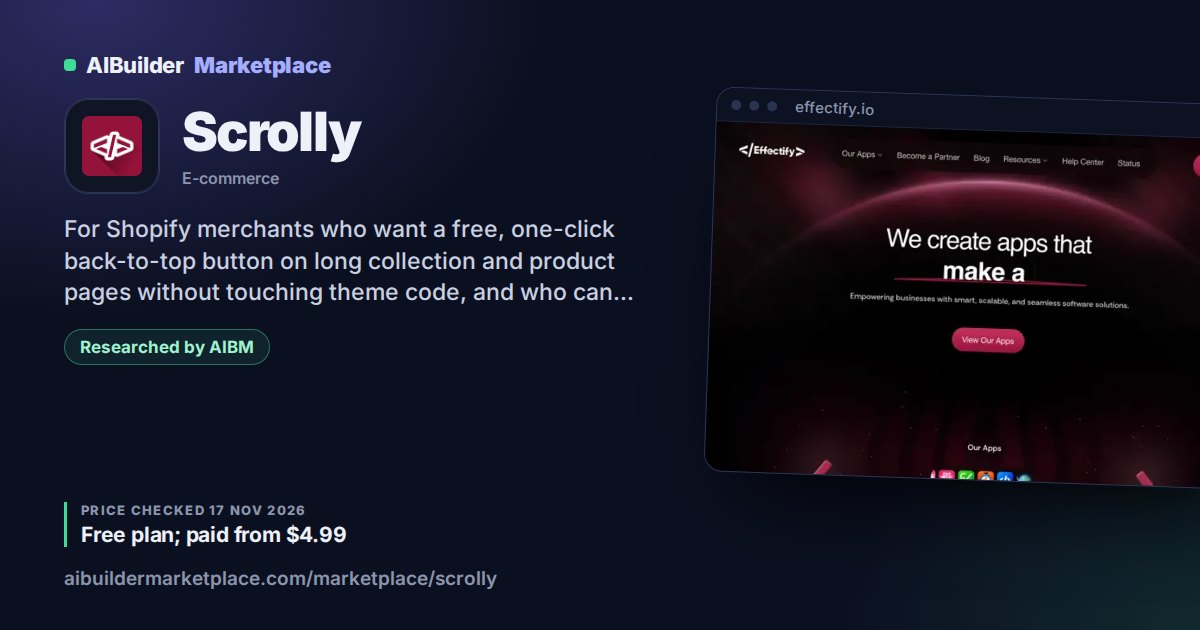 AIBuilder Marketplace
Scrolly
E-commerce
For Shopify merchants who want a free, one-click
back-to-top button on long collection and product
pages without touching theme code, and who can...
Researched by AIBM
PRICE CHECKED 17 NOV 2026
Free plan; paid from $4.99
aibuildermarketplace.com/marketplace/scrolly
effectify.io
</Effectify>
Our Apps
Become a Partner
Blog
Resources
Help Center
Status
We create apps that
make a
Empowering businesses with smart, scalable, and seamless software solutions.
View Our Apps
Our Apps